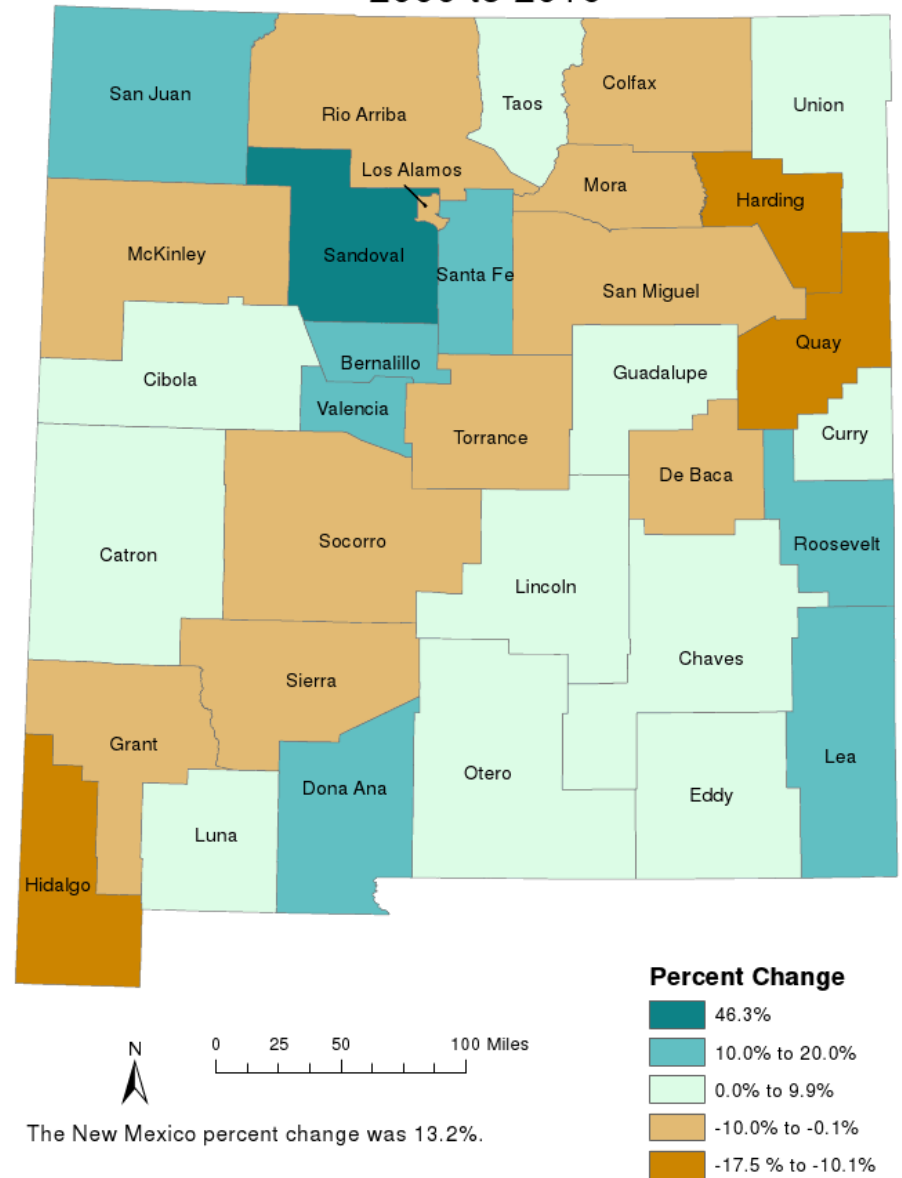 San Juan
Rio Arriba
Taos
Colfax
Union
Los Alamos
Mora
Harding
McKinley
Sandoval
Santa Fe
San Miguel
Quay
Bernalillo
Cibola
Guadalupe
Valencia
Torrance
Curry
De Baca
Catron
Socorro
Roosevelt
Lincoln
Chaves
Sierra
Grant
Lea
Otero
Dona Ana
Eddy
Luna
Hidalgo
Percent Change
46.3%
10.0% to 20.0%
0.0% to 9.9%
-10.0% to -0.1%
-17.5 % to -10.1%
N
0 25 50 100 Miles
The New Mexico percent change was 13.2%.